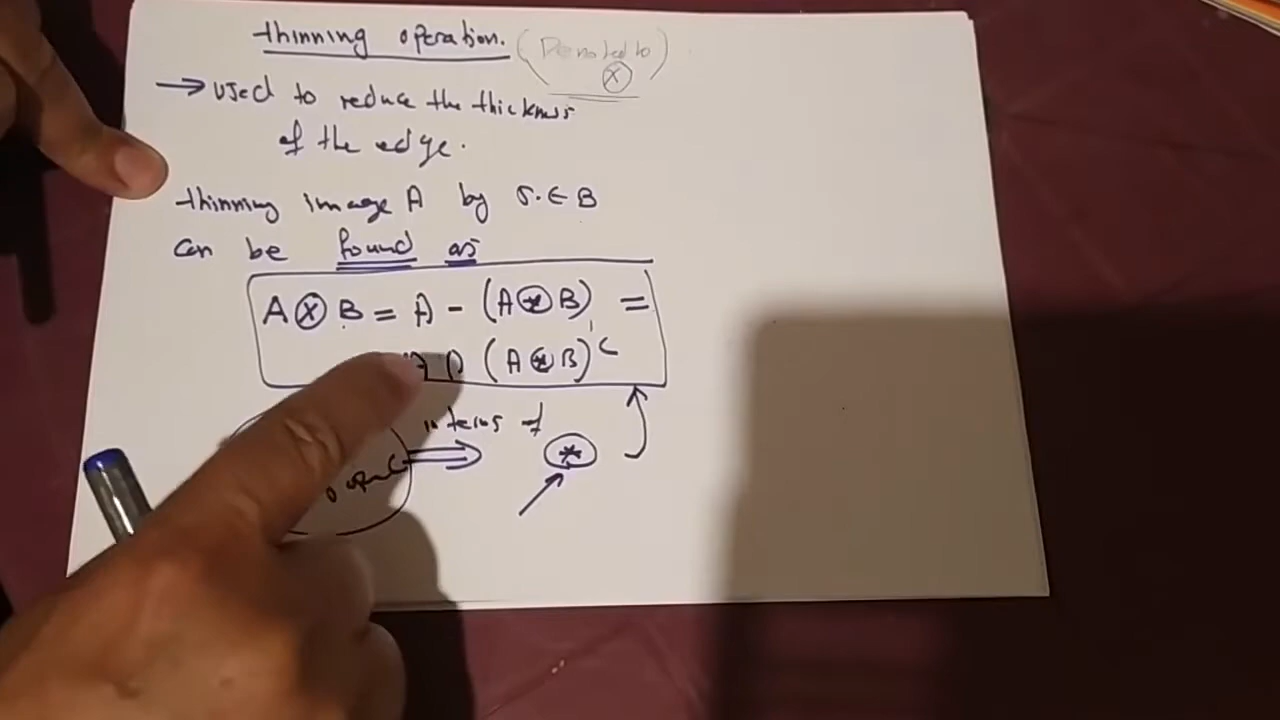 thinning operation. (Denoted to
⊗)
→ used to reduce the thickness
of the edge.
thinning image A by S.E B
can be found as
A ⊗ B = A - (A ⊛ B) =
A ∩ (A ⊛ B)ᶜ
in terms of
⊛